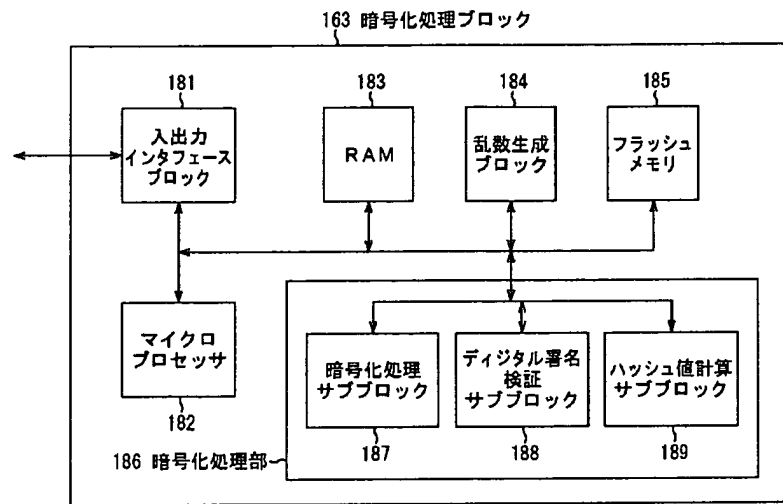 163 暗号化処理ブロック
181
入出力
インタフェース
ブロック
183
RAM
184
乱数生成
ブロック
185
フラッシュ
メモリ
マイクロ
プロセッサ
182
暗号化処理
サブブロック
187
ディジタル署名
検証
サブブロック
188
ハッシュ値計算
サブブロック
189
186 暗号化処理部